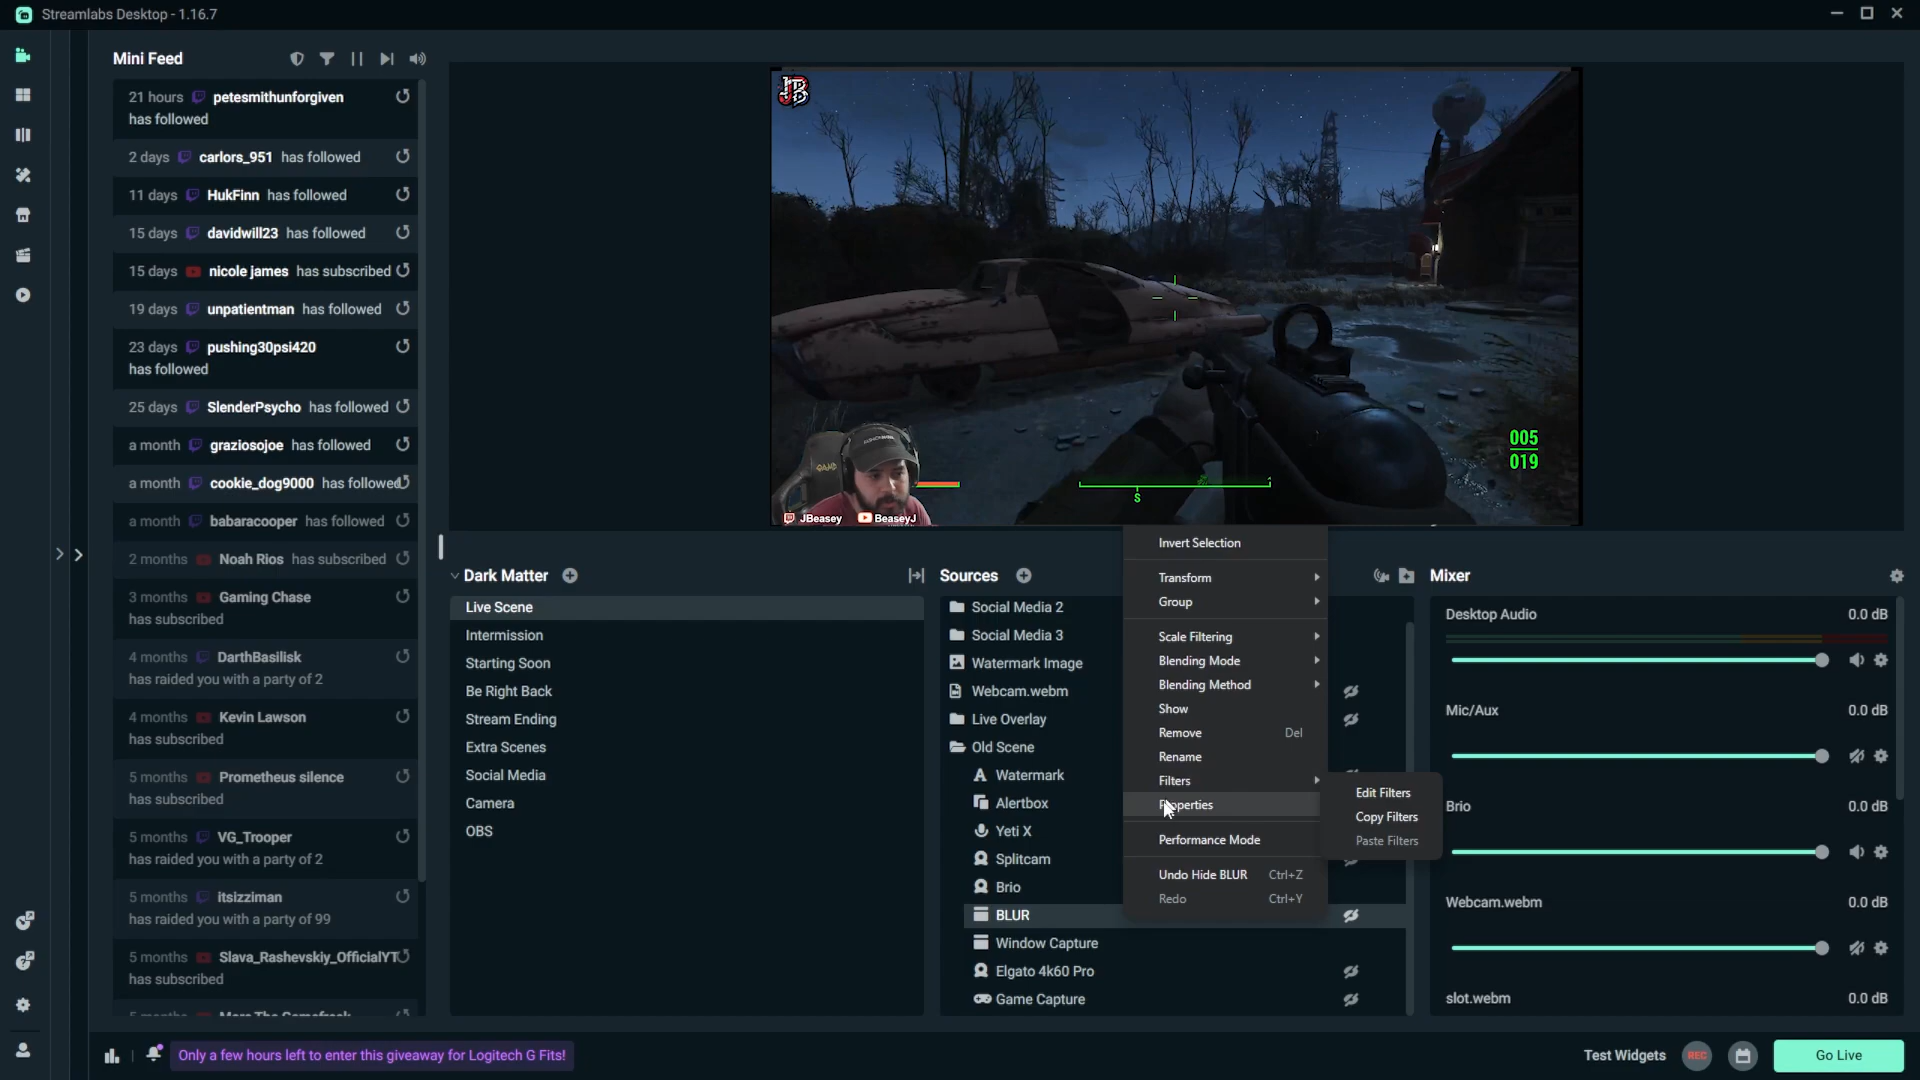 Streamlabs Desktop - 1.16.7
Mini Feed
21 hours petesmithunforgiven
has followed
2 days carlors_951 has followed
11 days HukFinn has followed
15 days davidwill23 has followed
15 days nicole james has subscribed
19 days unpatientman has followed
23 days pushing30psi420
has followed
25 days SlenderPsycho has followed
a month graziosojoe has followed
a month cookie_dog9000 has followed
a month babaracooper has followed
2 months Noah Rios has subscribed
3 months Gaming Chase
has subscribed
4 months DarthBasilisk
has raided you with a party of 2
4 months Kevin Lawson
has subscribed
5 months Prometheus silence
has subscribed
5 months VG_Trooper
has raided you with a party of 2
5 months itsizziman
has raided you with a party of 99
5 months Slava_Rashevskiy_OfficialYT
has subscribed
JB
005
019
S
JBeasey BeaseyJ
Dark Matter
Live Scene
Intermission
Starting Soon
Be Right Back
Stream Ending
Extra Scenes
Social Media
Camera
OBS
Sources
Social Media 2
Social Media 3
Watermark Image
Webcam.webm
Live Overlay
Old Scene
Watermark
Alertbox
Yeti X
Splitcam
Brio
BLUR
Window Capture
Elgato 4k60 Pro
Game Capture
Invert Selection
Transform
Group
Scale Filtering
Blending Mode
Blending Method
Show
Remove Del
Rename
Filters
Properties
Performance Mode
Undo Hide BLUR Ctrl+Z
Redo Ctrl+Y
Edit Filters
Copy Filters
Paste Filters
Mixer
Desktop Audio 0.0 dB
Mic/Aux 0.0 dB
Brio 0.0 dB
Webcam.webm 0.0 dB
slot.webm 0.0 dB
Only a few hours left to enter this giveaway for Logitech G Fits!
Test Widgets
REC
Go Live